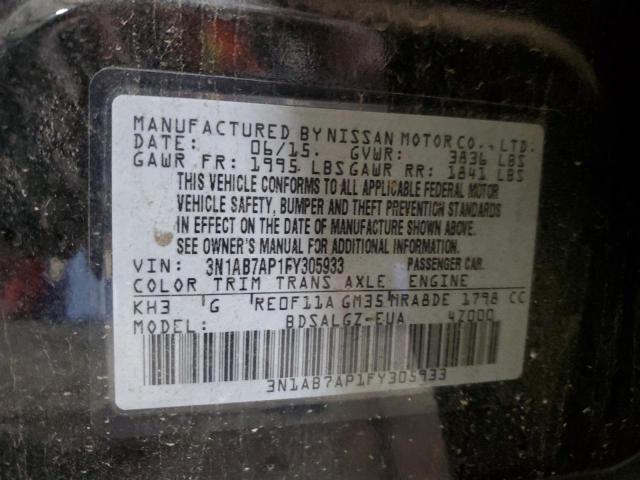 MANUFACTURED BY NISSAN MOTOR CO., LTD.
DATE: 06/15. GVWR: 3836 LBS
GAWR FR: 1995 LBS GAWR RR: 1841 LBS
THIS VEHICLE CONFORMS TO ALL APPLICABLE FEDERAL MOTOR
VEHICLE SAFETY, BUMPER AND THEFT PREVENTION STANDARDS
IN EFFECT ON THE DATE OF MANUFACTURE SHOWN ABOVE.
SEE OWNER'S MANUAL FOR ADDITIONAL INFORMATION.
VIN: 3N1AB7AP1FY305933 PASSENGER CAR
COLOR TRIM TRANS AXLE ENGINE
KH3 G RE0F11A GM35 MRA8DE 1798 CC
MODEL: BDSALGZ-EUA 4Z000
3N1AB7AP1FY305933